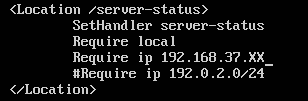 <Location /server-status>
SetHandler server-status
Require local
Require ip 192.168.37.XX_
#Require ip 192.0.2.0/24
</Location>